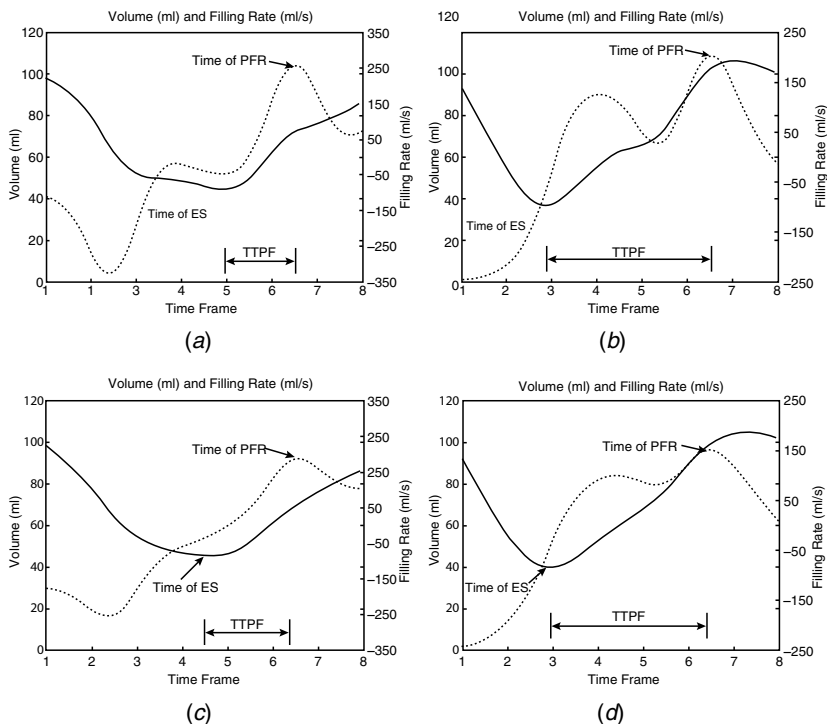 Volume (ml) and Filling Rate (ml/s)
120
100
80
60
40
20
0
Volume (ml)
Time of PFR
Time of ES
TTPF
350
250
150
50
−50
−100
−250
−350
Filling Rate (ml/s)
1 1 3 4 5 6 7 8
Time Frame
(a)
Volume (ml) and Filling Rate (ml/s)
120
100
80
60
40
20
0
Volume (ml)
Time of PFR
Time of ES
TTPF
250
150
50
−50
−100
−250
Filling Rate (ml/s)
1 2 3 4 5 6 7 8
Time Frame
(b)
Volume (ml) and Filling Rate (ml/s)
120
100
80
60
40
20
0
Volume (ml)
Time of PFR
Time of ES
TTPF
350
250
150
50
−50
−150
−250
−350
Filling Rate (ml/s)
1 2 3 4 5 6 7 8
Time Frame
(c)
Volume (ml) and Filling Rate (ml/s)
120
100
80
60
40
20
0
Volume (ml)
Time of PFR
Time of ES
TTPF
250
150
50
−50
−150
−250
Filling Rate (ml/s)
1 2 3 4 5 6 7 8
Time Frame
(d)